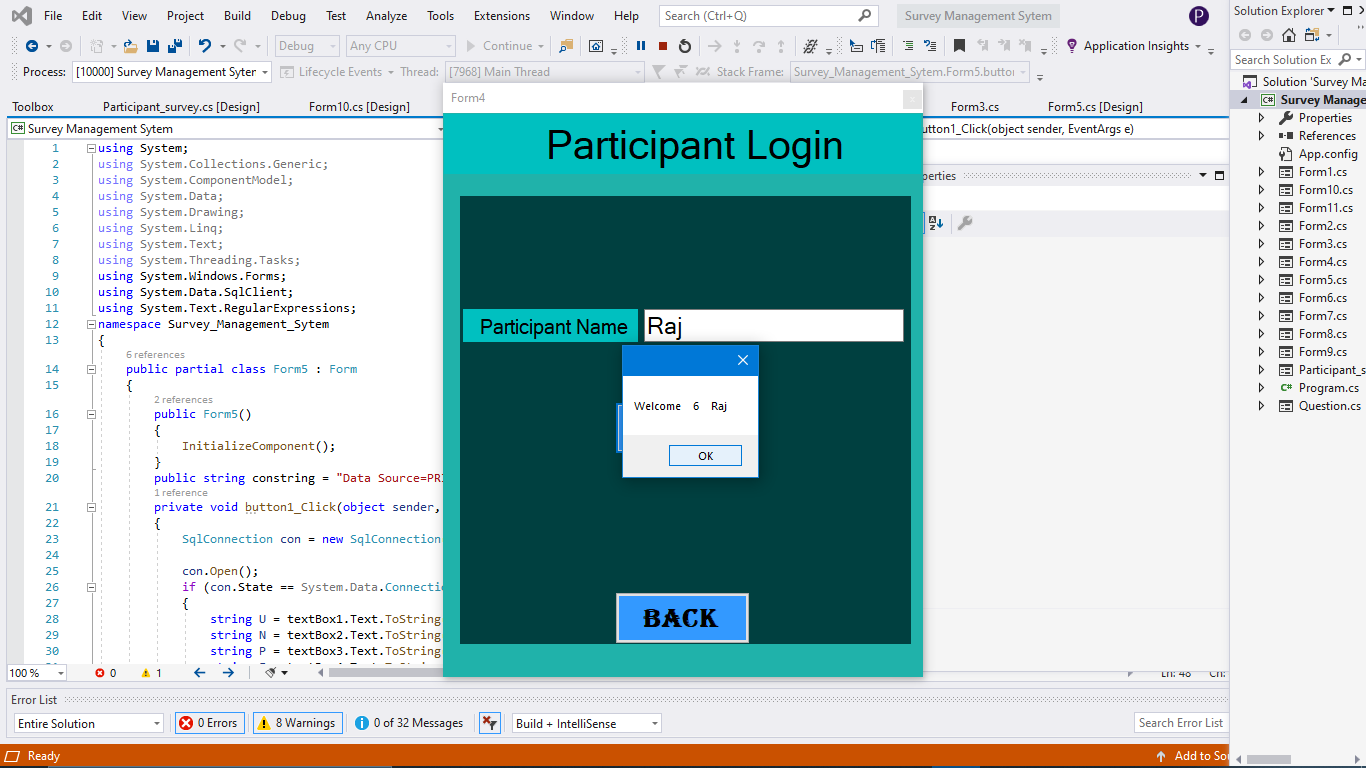 File Edit View Project Build Debug Test Analyze Tools Extensions Window Help Search (Ctrl+Q) Survey Management Sytem P
Debug Any CPU Continue Application Insights
Process: [10000] Survey Management Syter Lifecycle Events Thread: [7968] Main Thread Stack Frame: Survey_Management_Sytem.Form5.button
Toolbox Participant_survey.cs [Design] Form10.cs [Design] Form3.cs Form5.cs [Design]
C# Survey Management Sytem utton1_Click(object sender, EventArgs e)
1 using System;
2 using System.Collections.Generic;
3 using System.ComponentModel;
4 using System.Data;
5 using System.Drawing;
6 using System.Linq;
7 using System.Text;
8 using System.Threading.Tasks;
9 using System.Windows.Forms;
10 using System.Data.SqlClient;
11 using System.Text.RegularExpressions;
12 namespace Survey_Management_Sytem
13 {
6 references
14 public partial class Form5 : Form
15 {
2 references
16 public Form5()
17 {
18 InitializeComponent();
19 }
20 public string constring = "Data Source=PR
1 reference
21 private void button1_Click(object sender,
22 {
23 SqlConnection con = new SqlConnection
24
25 con.Open();
26 if (con.State == System.Data.Connecti
27 {
28 string U = textBox1.Text.ToString
29 string N = textBox2.Text.ToString
30 string P = textBox3.Text.ToString
100 % 0 1 Ln: 48 Ch:
Form4
Participant Login
Participant Name Raj
Welcome 6 Raj
OK
BACK
perties
Solution Explorer
Search Solution Ex
Solution 'Survey Ma
C# Survey Manage
Properties
References
App.config
Form1.cs
Form10.cs
Form11.cs
Form2.cs
Form3.cs
Form4.cs
Form5.cs
Form6.cs
Form7.cs
Form8.cs
Form9.cs
Participant_s
C# Program.cs
Question.cs
Error List
Entire Solution 0 Errors 8 Warnings 0 of 32 Messages Build + IntelliSense Search Error List
Ready Add to Sou